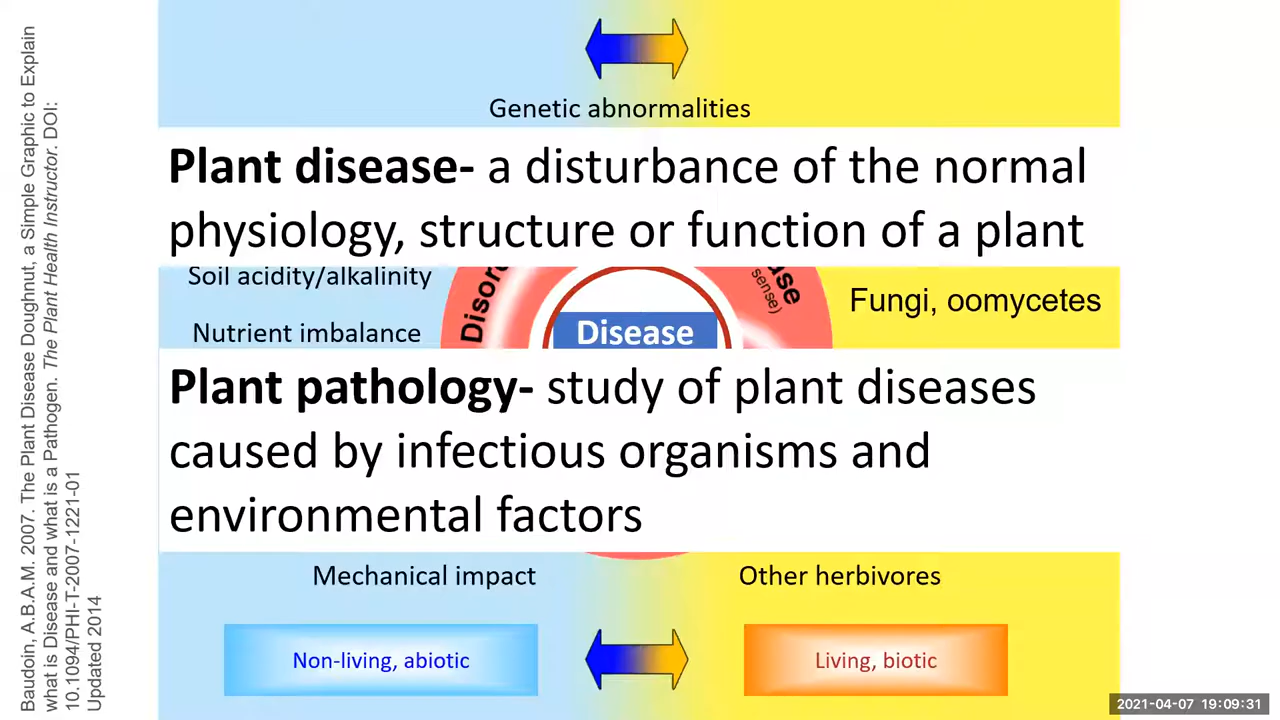 Baudoin, A.B.A.M. 2007. The Plant Disease Doughnut, a Simple Graphic to Explain
what is Disease and what is a Pathogen. The Plant Health Instructor. DOI:
10.1094/PHI-T-2007-1221-01
Updated 2014
Genetic abnormalities
Plant disease- a disturbance of the normal
physiology, structure or function of a plant
Soil acidity/alkalinity
Nutrient imbalance
sense)
Disease
Fungi, oomycetes
Plant pathology- study of plant diseases
caused by infectious organisms and
environmental factors
Mechanical impact
Other herbivores
Non-living, abiotic
Living, biotic
2021-04-07 19:09:31